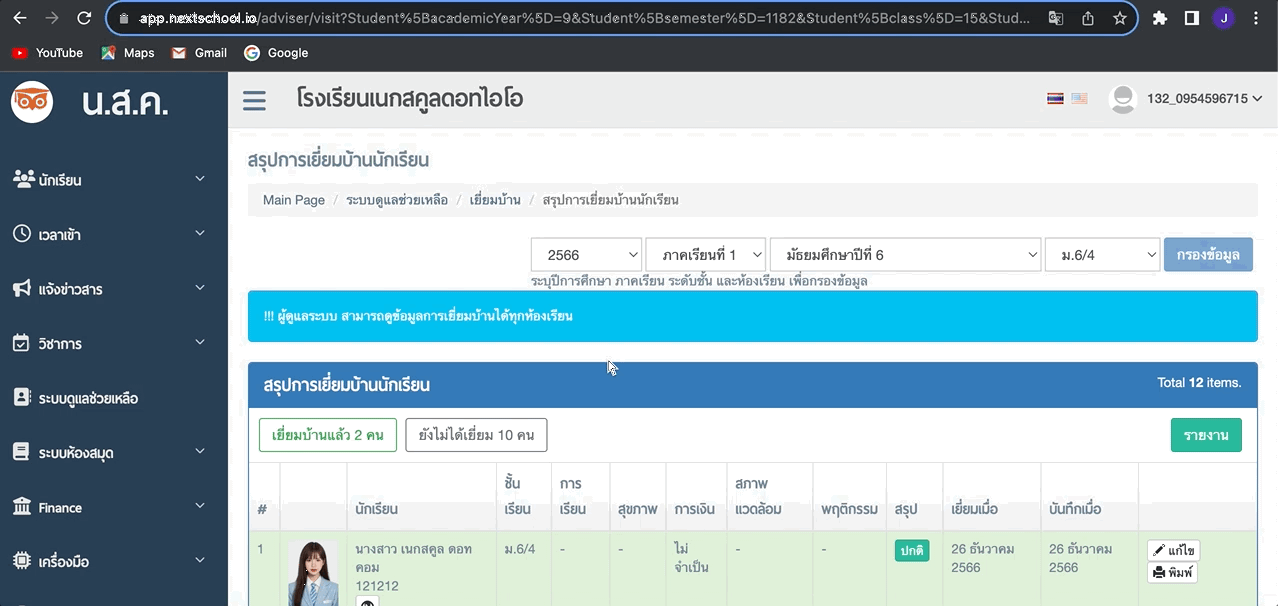 app.nextschool.io/adviser/visit?Student%5BacademicYear%5D=9&Student%5Bsemester%5D=1182&Student%5Bclass%5D=15&Stud...
J
YouTube
Maps
Gmail
Google
น.ส.ค.
โรงเรียนเนกสคูลดอทไอโอ
132_0954596715
นักเรียน
เวลาเข้า
แจ้งข่าวสาร
วิชาการ
ระบบดูแลช่วยเหลือ
ระบบห้องสมุด
Finance
เครื่องมือ
สรุปการเยี่ยมบ้านนักเรียน
Main Page / ระบบดูแลช่วยเหลือ / เยี่ยมบ้าน / สรุปการเยี่ยมบ้านนักเรียน
2566
ภาคเรียนที่ 1
มัธยมศึกษาปีที่ 6
ม.6/4
กรองข้อมูล
ระบุปีการศึกษา ภาคเรียน ระดับชั้น และห้องเรียน เพื่อกรองข้อมูล
!!! ผู้ดูแลระบบ สามารถดูข้อมูลการเยี่ยมบ้านได้ทุกห้องเรียน
สรุปการเยี่ยมบ้านนักเรียน
Total 12 items.
เยี่ยมบ้านแล้ว 2 คน
ยังไม่ได้เยี่ยม 10 คน
รายงาน
#
นักเรียน
ชั้น
เรียน
การ
เรียน
สุขภาพ
การเงิน
สภาพ
แวดล้อม
พฤติกรรม
สรุป
เยี่ยมเมื่อ
บันทึกเมื่อ
1
นางสาว เนกสคูล ดอท
คอม
121212
ม.6/4
-
-
ไม่
จำเป็น
-
-
ปกติ
26 ธันวาคม
2566
26 ธันวาคม
2566
แก้ไข
พิมพ์